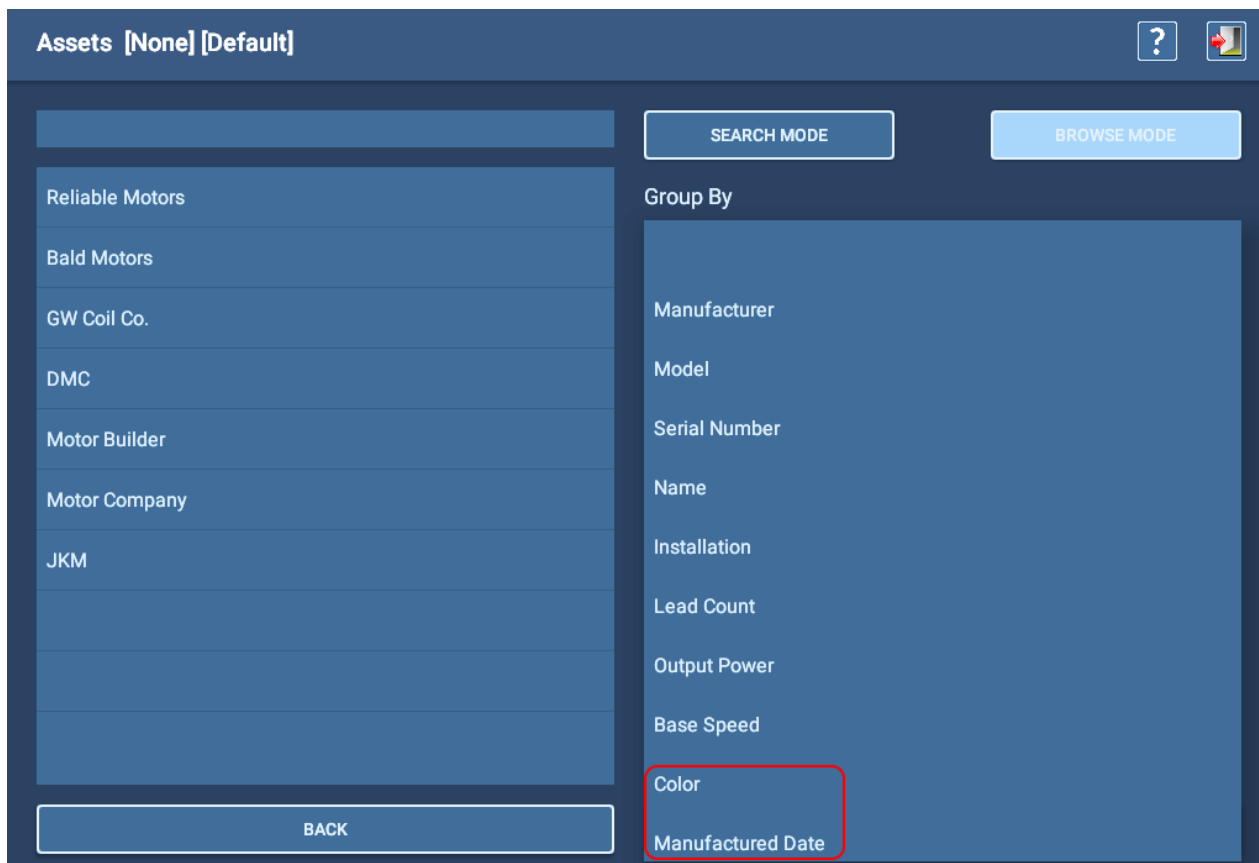 Assets [None] [Default]
?
SEARCH MODE
BROWSE MODE
Reliable Motors
Bald Motors
GW Coil Co.
DMC
Motor Builder
Motor Company
JKM
BACK
Group By
Manufacturer
Model
Serial Number
Name
Installation
Lead Count
Output Power
Base Speed
Color
Manufactured Date